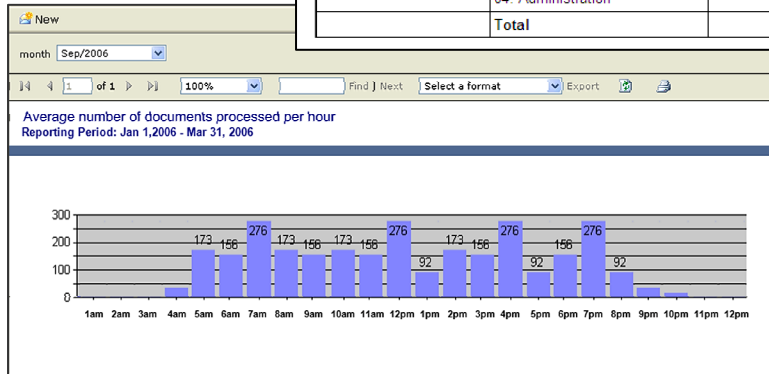 04. Administration
Total
New
month Sep/2006
1 of 1 100% Find | Next Select a format Export
Average number of documents processed per hour
Reporting Period: Jan 1,2006 - Mar 31, 2006
300
200
100
0
173 156 276 173 156 173 156 276 92 173 156 276 92 156 276 92
1am 2am 3am 4am 5am 6am 7am 8am 9am 10am 11am 12pm 1pm 2pm 3pm 4pm 5pm 6pm 7pm 8pm 9pm 10pm 11pm 12pm